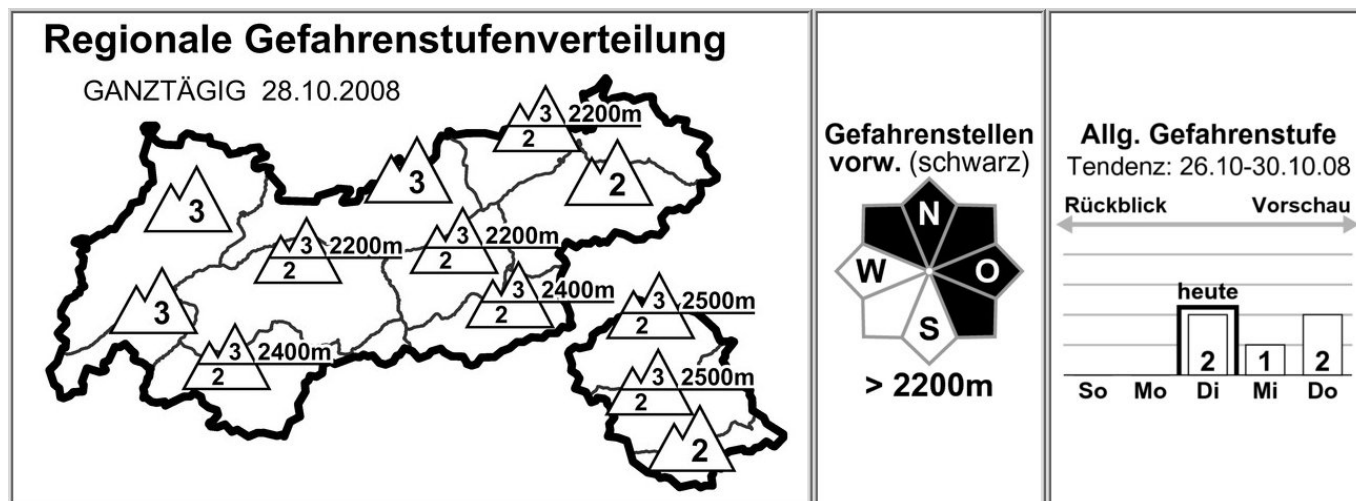 Regionale Gefahrenstufenverteilung
GANZTÄGIG 28.10.2008
3 2200m
2
3
2
3
3 2200m
2
3 2200m
2
3
3 2400m
2
3 2500m
2
3 2400m
2
3 2500m
2
2
Gefahrenstellen
vorw. (schwarz)
N
W O
S
> 2200m
Allg. Gefahrenstufe
Tendenz: 26.10-30.10.08
Rückblick Vorschau
heute
2 1 2
So Mo Di Mi Do